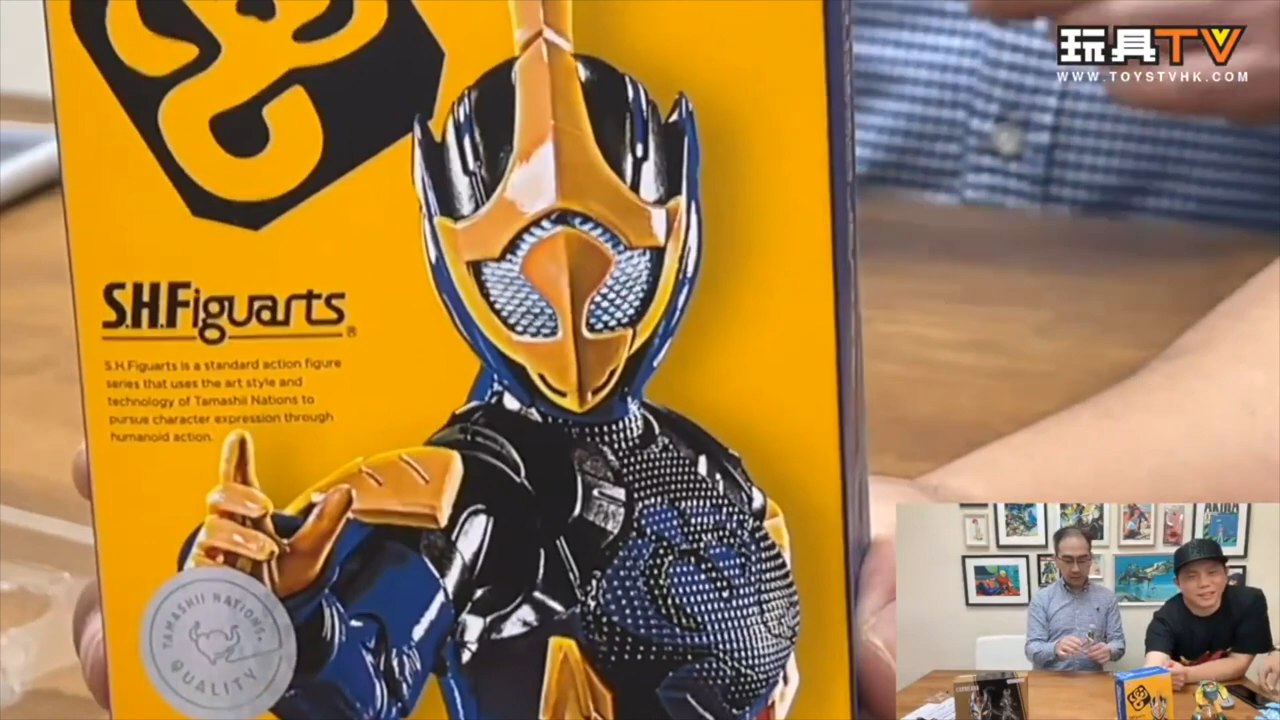 玩具TV
WWW.TOYSTVHK.COM
S.H.Figuarts®
S.H.Figuarts is a standard action figure
series that uses the art style and
technology of Tamashii Nations to
pursue character expression through
humanoid action.
TAMASHII NATIONS
QUALITY
AKIRA